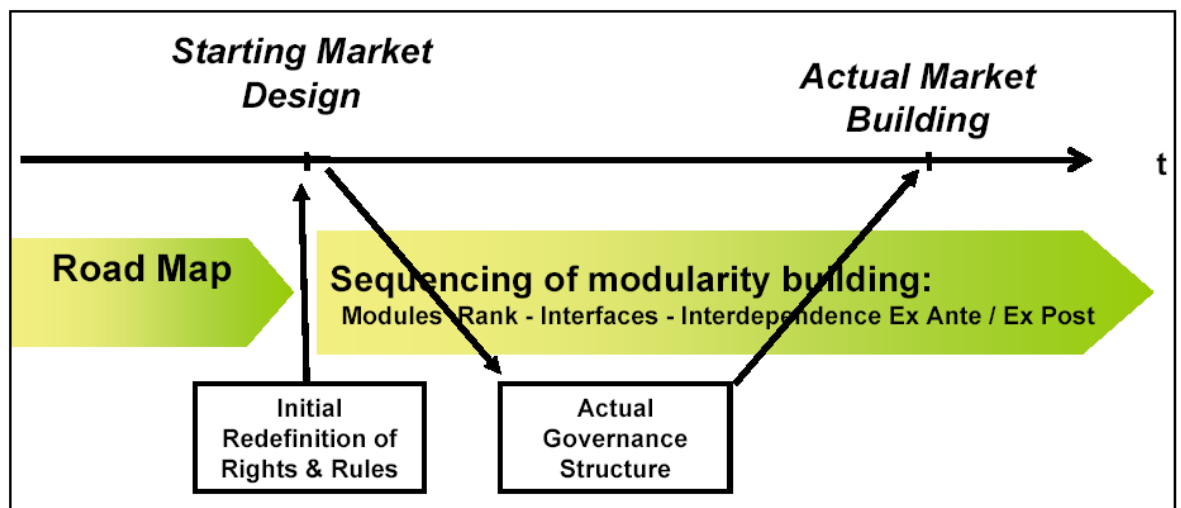 Starting Market
Design
Actual Market
Building
t
Road Map
Sequencing of modularity building:
Modules Rank - Interfaces - Interdependence Ex Ante / Ex Post
Initial
Redefinition of
Rights & Rules
Actual
Governance
Structure